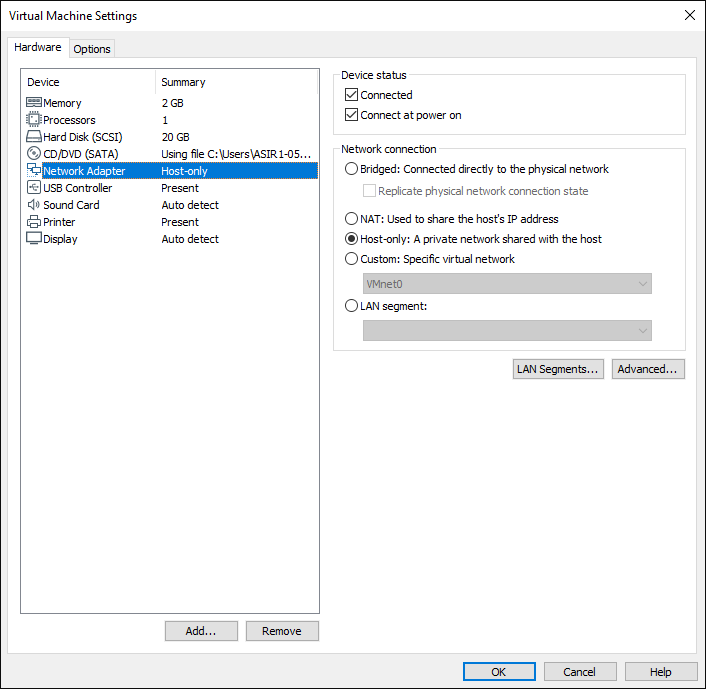 Virtual Machine Settings
Hardware
Options
Device Summary
Memory 2 GB
Processors 1
Hard Disk (SCSI) 20 GB
CD/DVD (SATA) Using file C:\Users\ASIR1-05...
Network Adapter Host-only
USB Controller Present
Sound Card Auto detect
Printer Present
Display Auto detect
Add...
Remove
Device status
Connected
Connect at power on
Network connection
Bridged: Connected directly to the physical network
Replicate physical network connection state
NAT: Used to share the host's IP address
Host-only: A private network shared with the host
Custom: Specific virtual network
VMnet0
LAN segment:
LAN Segments...
Advanced...
OK
Cancel
Help